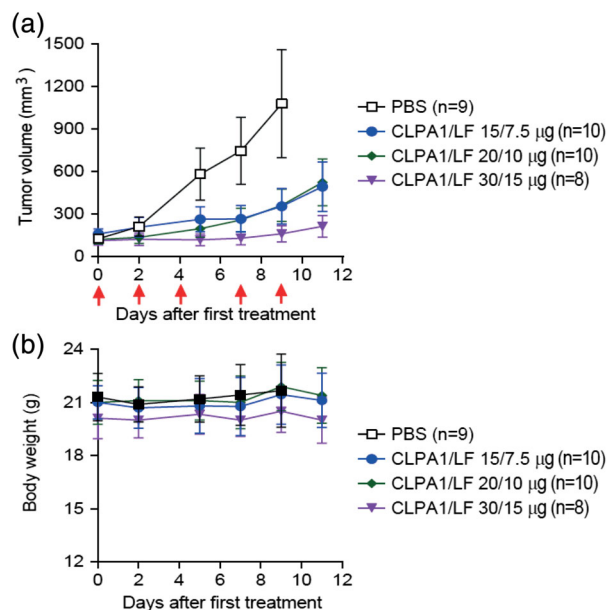 (a)
Tumor volume (mm³)
1500
1200
900
600
300
0
0 2 4 6 8 10 12
Days after first treatment
PBS (n=9)
CLPA1/LF 15/7.5 µg (n=10)
CLPA1/LF 20/10 µg (n=10)
CLPA1/LF 30/15 µg (n=8)
(b)
Body weight (g)
24
21
18
15
12
0 2 4 6 8 10 12
Days after first treatment
PBS (n=9)
CLPA1/LF 15/7.5 µg (n=10)
CLPA1/LF 20/10 µg (n=10)
CLPA1/LF 30/15 µg (n=8)